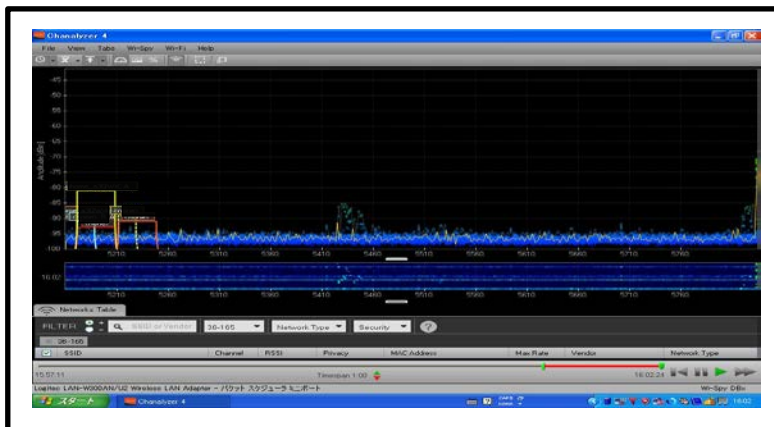 Chanalyzer 4
File View Tabs Wi-Spy Wi-Fi Help
-45
-50
-55
-60
-65
-70
-75
-80
-85
-90
-95
-100
Amplitude [dBm]
5210 5260 5310 5360 5410 5460 5510 5560 5610 5660 5710 5760
16:02
5210 5260 5310 5360 5410 5460 5510 5560 5610 5660 5710 5760
Networks Table
FILTER SSID or Vendor 36-165 Network Type Security ?
36-165
SSID Channel RSSI Privacy MAC Address Max Rate Vendor Network Type
15:57:11 Timespan 1:00 16:02:24
Logitec LAN-W300AN/U2 Wireless LAN Adapter - パケット スケジューラ ミニポート Wi-Spy DBx
スタート Chanalyzer 4 16:02